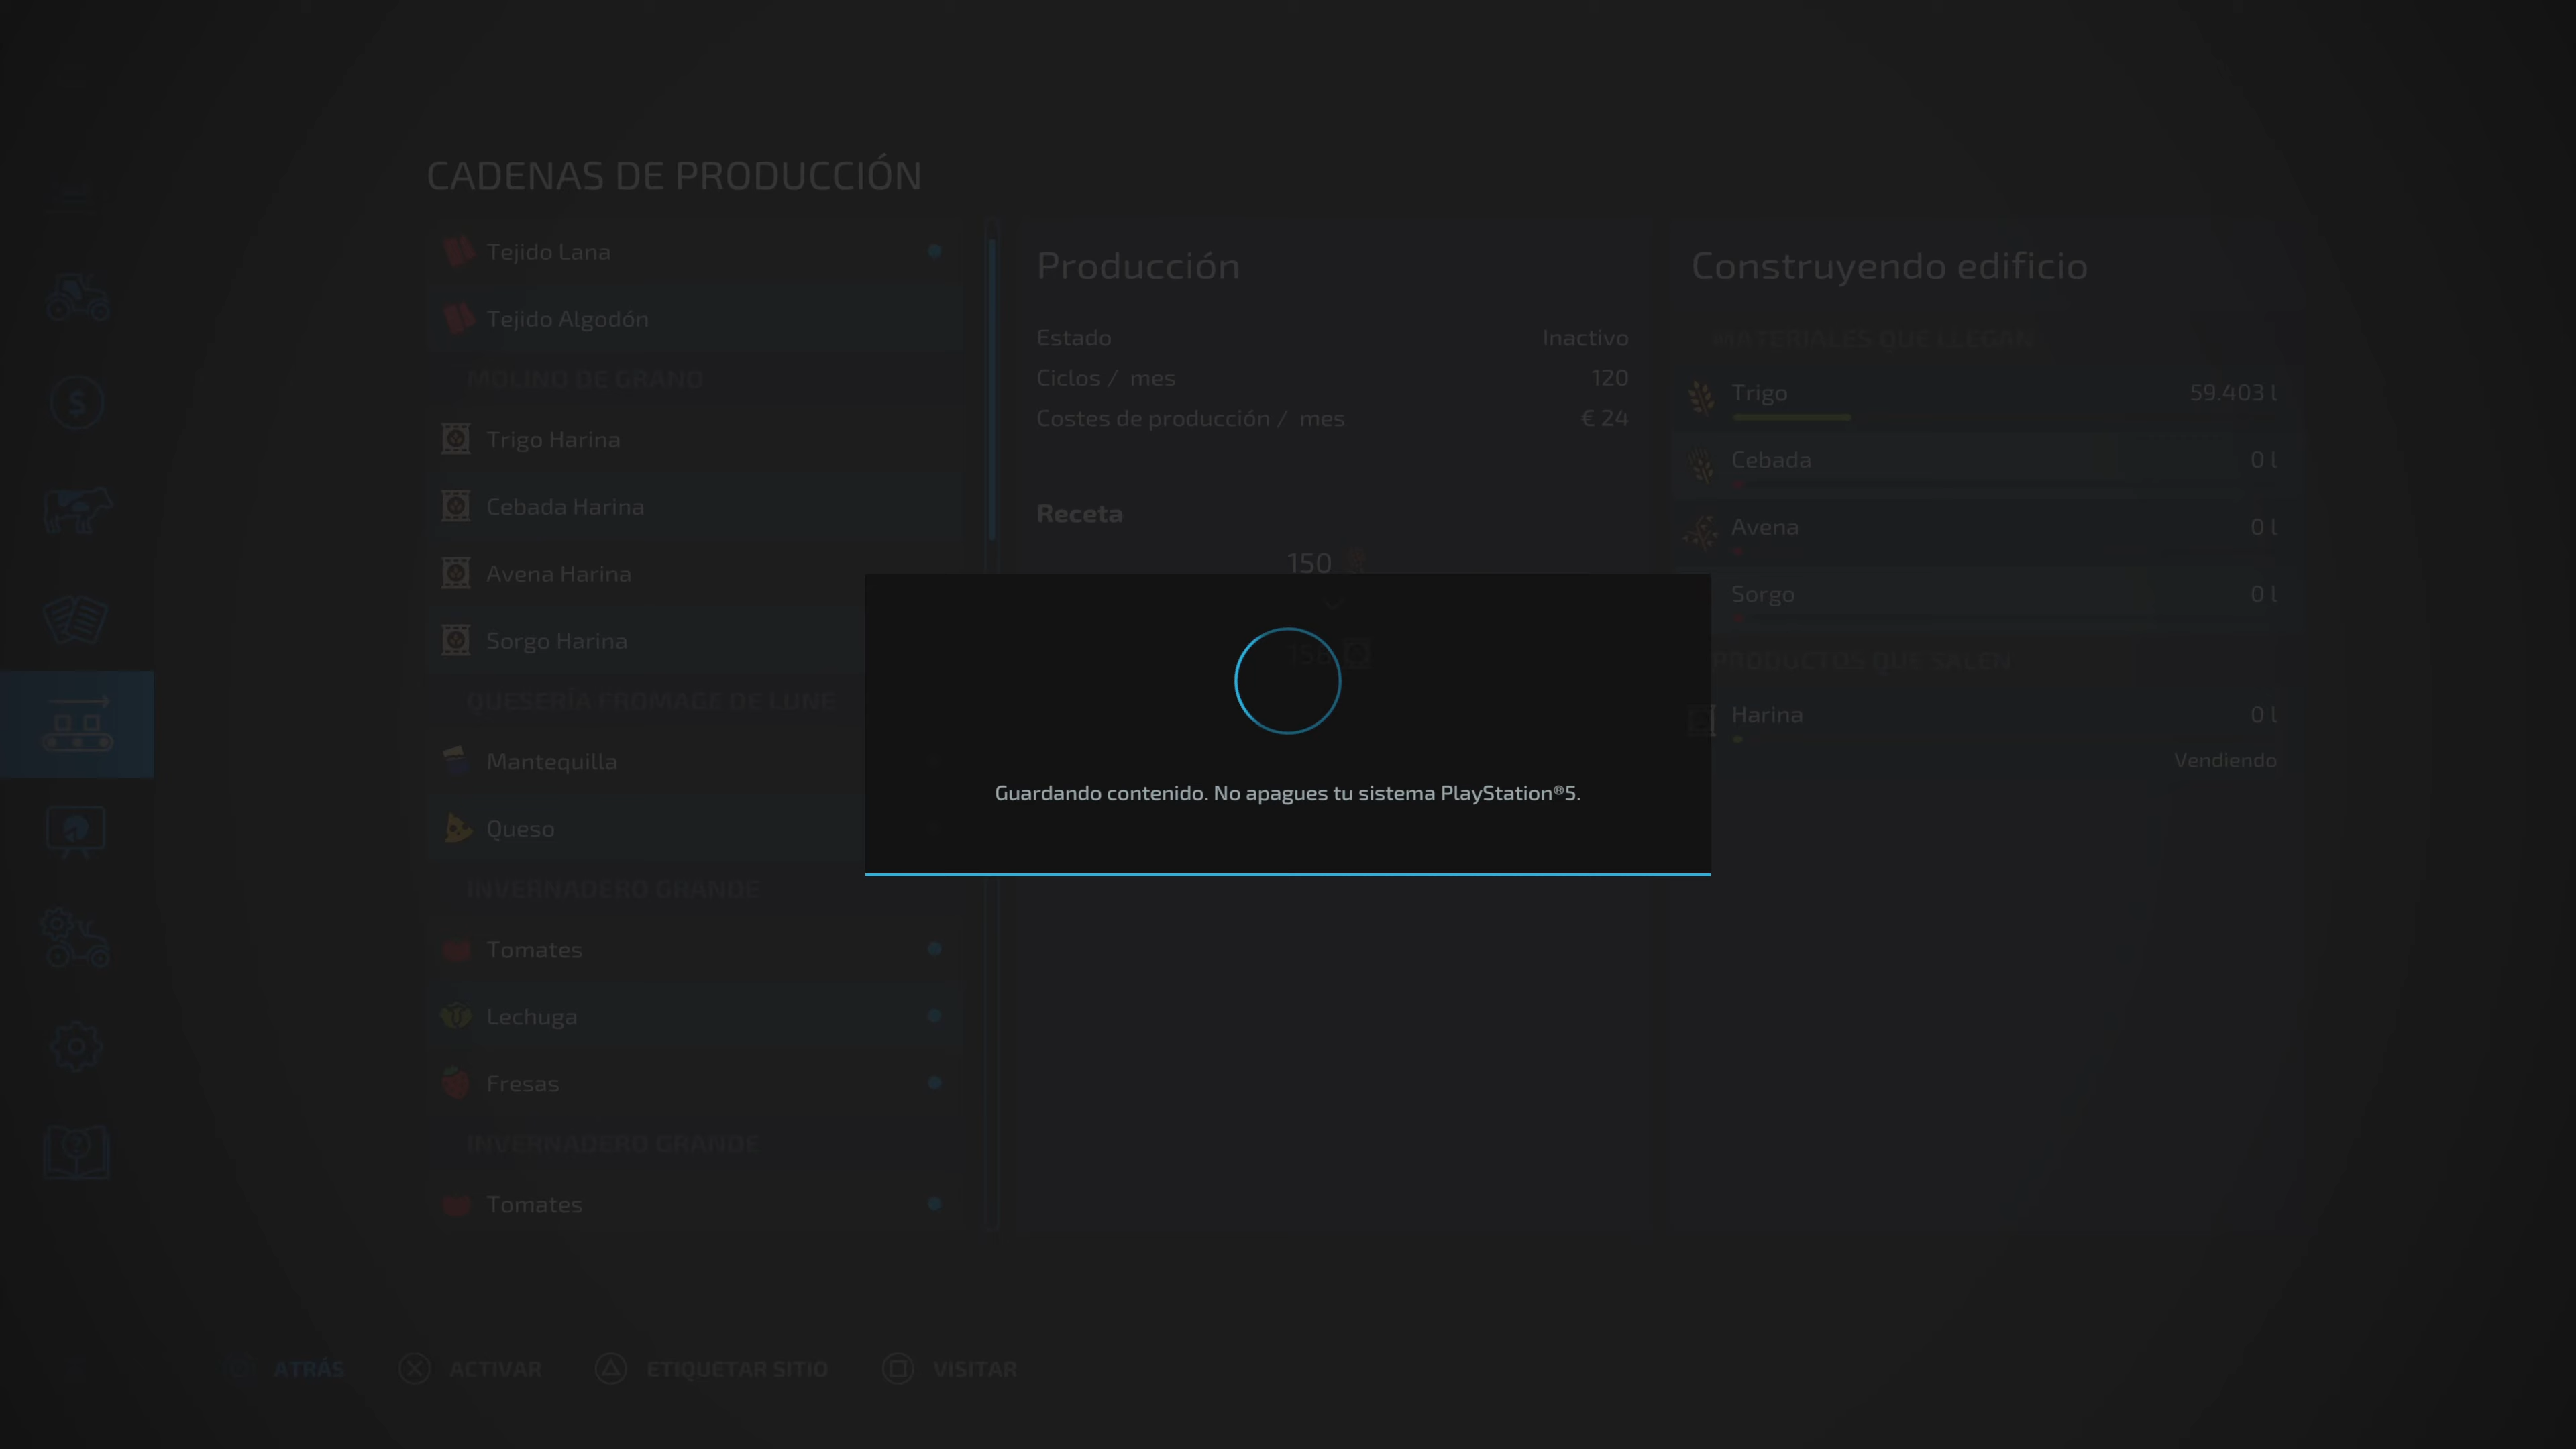 CADENAS DE PRODUCCIÓN
Tejido Lana
Tejido Algodón
MOLINO DE GRANO
Trigo Harina
Cebada Harina
Avena Harina
Sorgo Harina
QUESERÍA FROMAGE DE LUNE
Mantequilla
Queso
INVERNADERO GRANDE
Tomates
Lechuga
Fresas
INVERNADERO GRANDE
Tomates
Producción
Estado Inactivo
Ciclos / mes 120
Costes de producción / mes € 24
Receta
150
156
Guardando contenido. No apagues tu sistema PlayStation®5.
Construyendo edificio
MATERIALES QUE LLEGAN
Trigo 59.403 l
Cebada 0 l
Avena 0 l
Sorgo 0 l
PRODUCTOS QUE SALEN
Harina 0 l
Vendiendo
ATRÁS ACTIVAR ETIQUETAR SITIO VISITAR